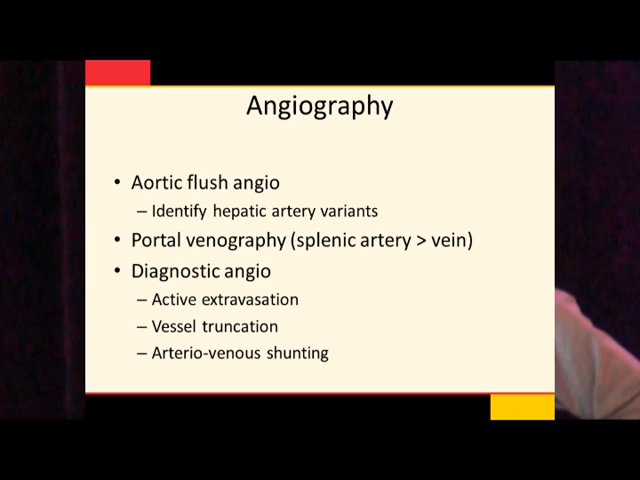 Angiography
• Aortic flush angio
– Identify hepatic artery variants
• Portal venography (splenic artery > vein)
• Diagnostic angio
– Active extravasation
– Vessel truncation
– Arterio-venous shunting